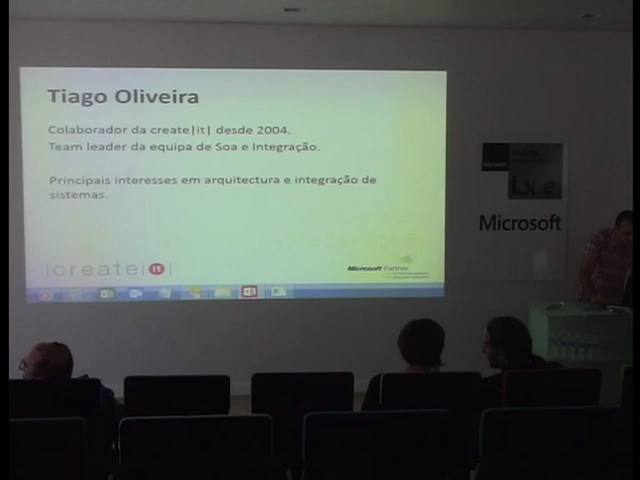 Tiago Oliveira
Colaborador da create|it| desde 2004.
Team leader da equipa de Soa e Integração.
Principais interesses em arquitectura e integração de
sistemas.
|create|it|
Microsoft Partner
Lx e
Microsoft